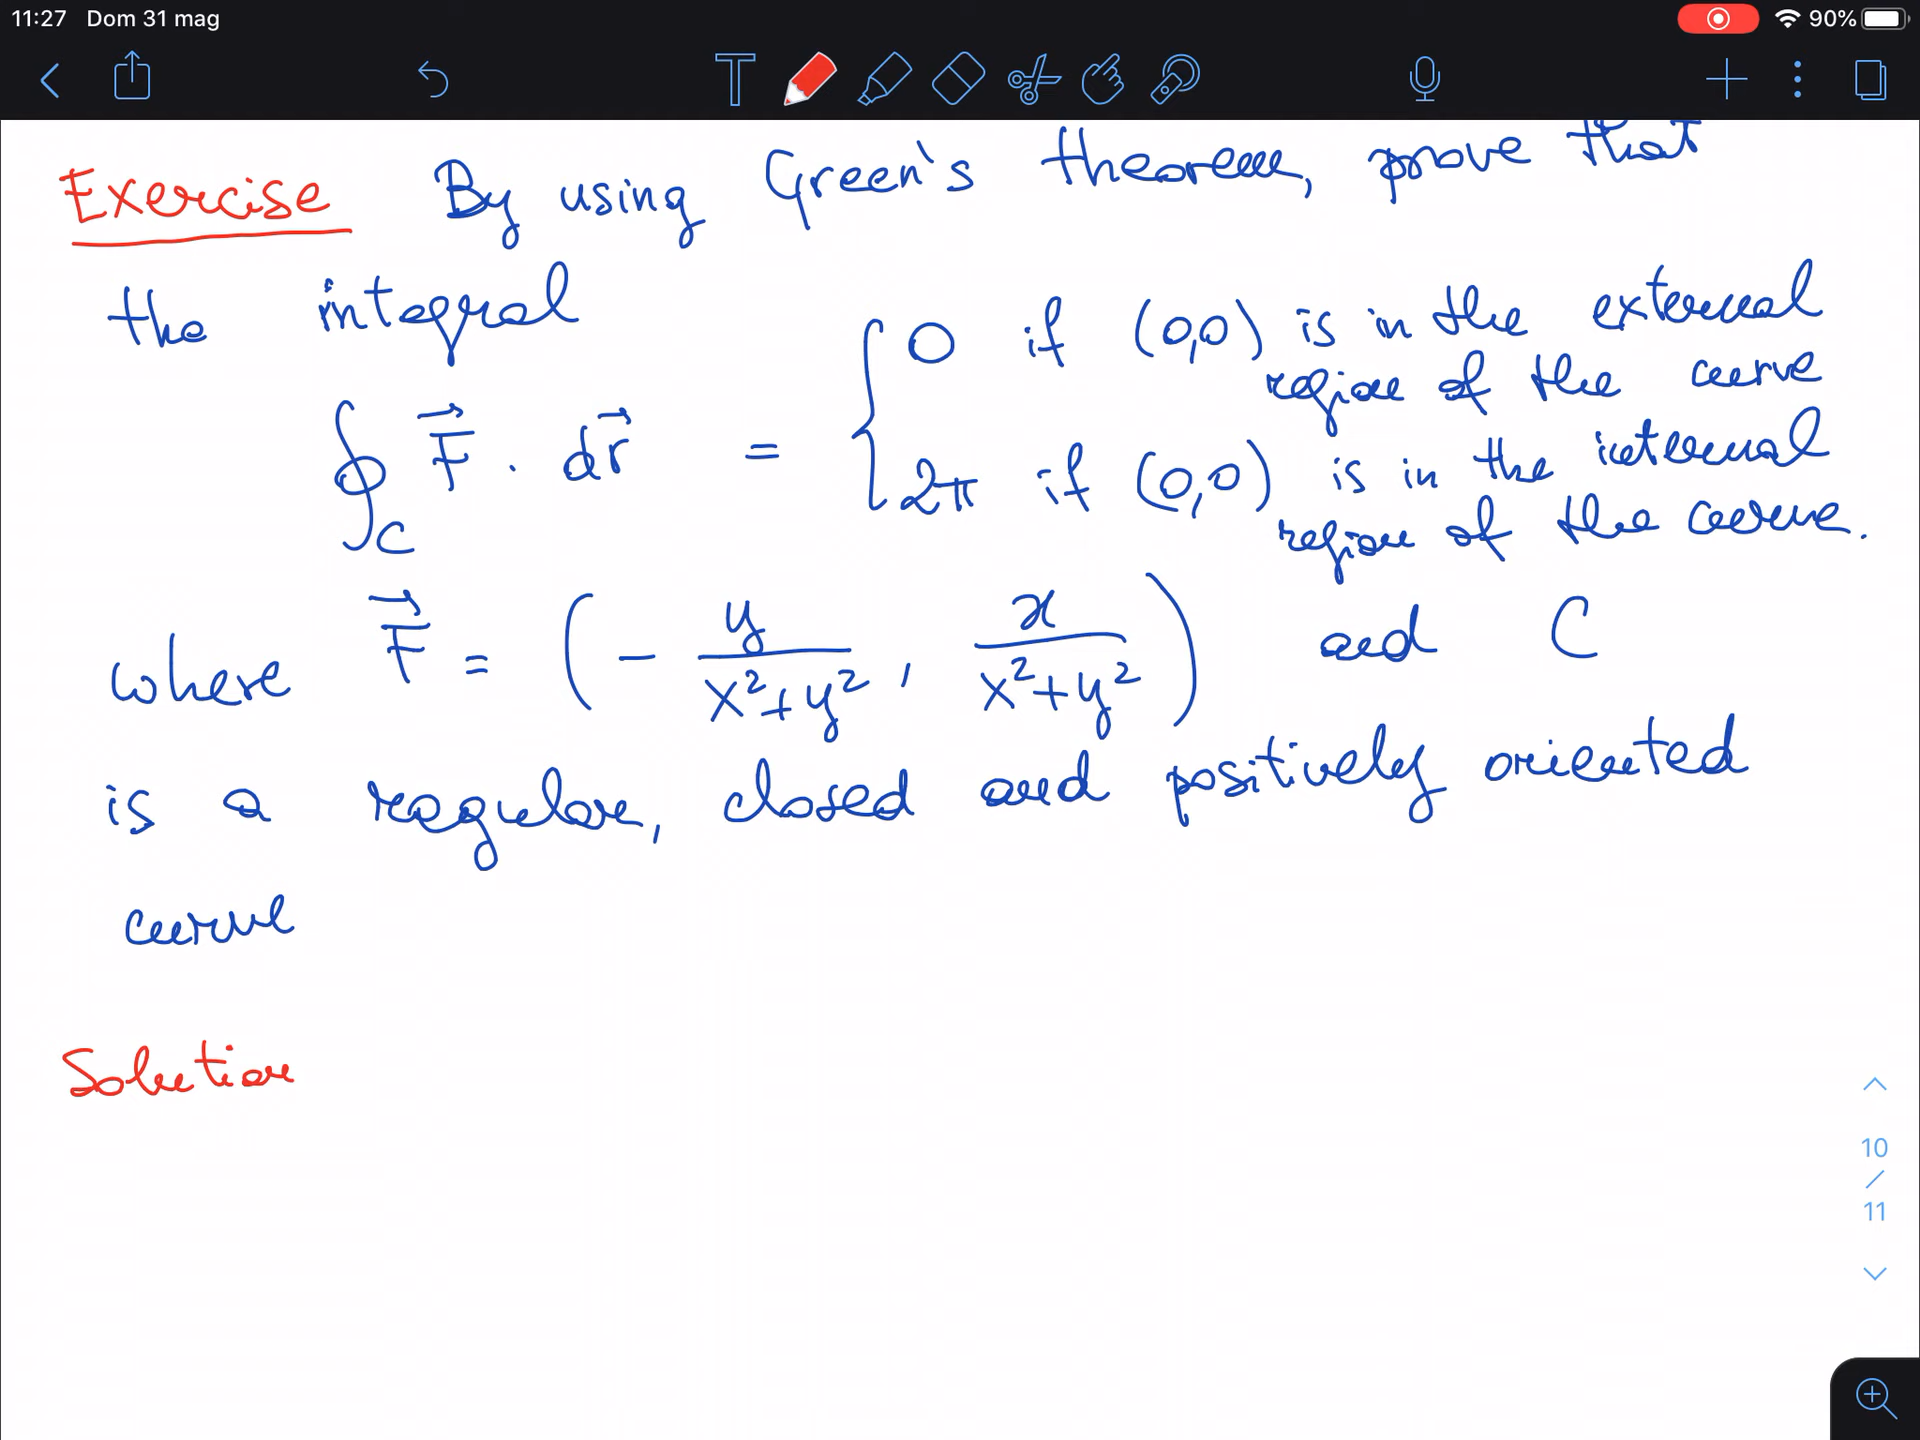 11:27 Dom 31 mag 90%
T
Exercise By using Green's theorem, prove that
the integral
∮_C F⃗ · dr⃗ = { 0 if (0,0) is in the external region of the curve
2π if (0,0) is in the internal region of the curve.
where F⃗ = ( - y/(x²+y²) , x/(x²+y²) ) and C
is a regular, closed and positively oriented
curve
Solution
10
/
11